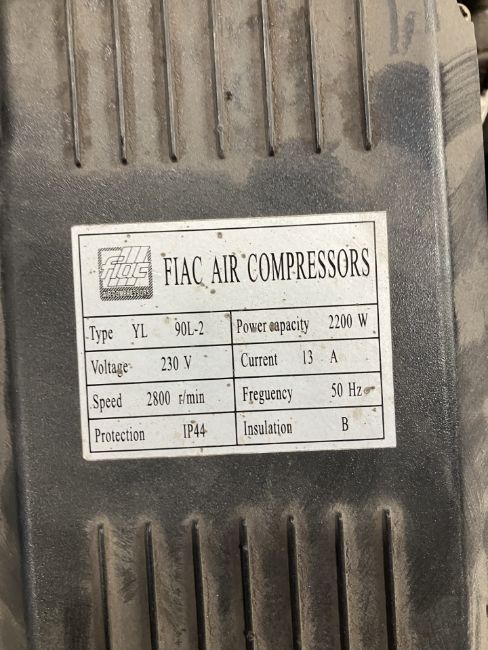 fiac
FIAC AIR COMPRESSORS
Type YL 90L-2 Power capacity 2200 W
Voltage 230 V Current 13 A
Speed 2800 r/min Freguency 50 Hz
Protection IP44 Insulation B